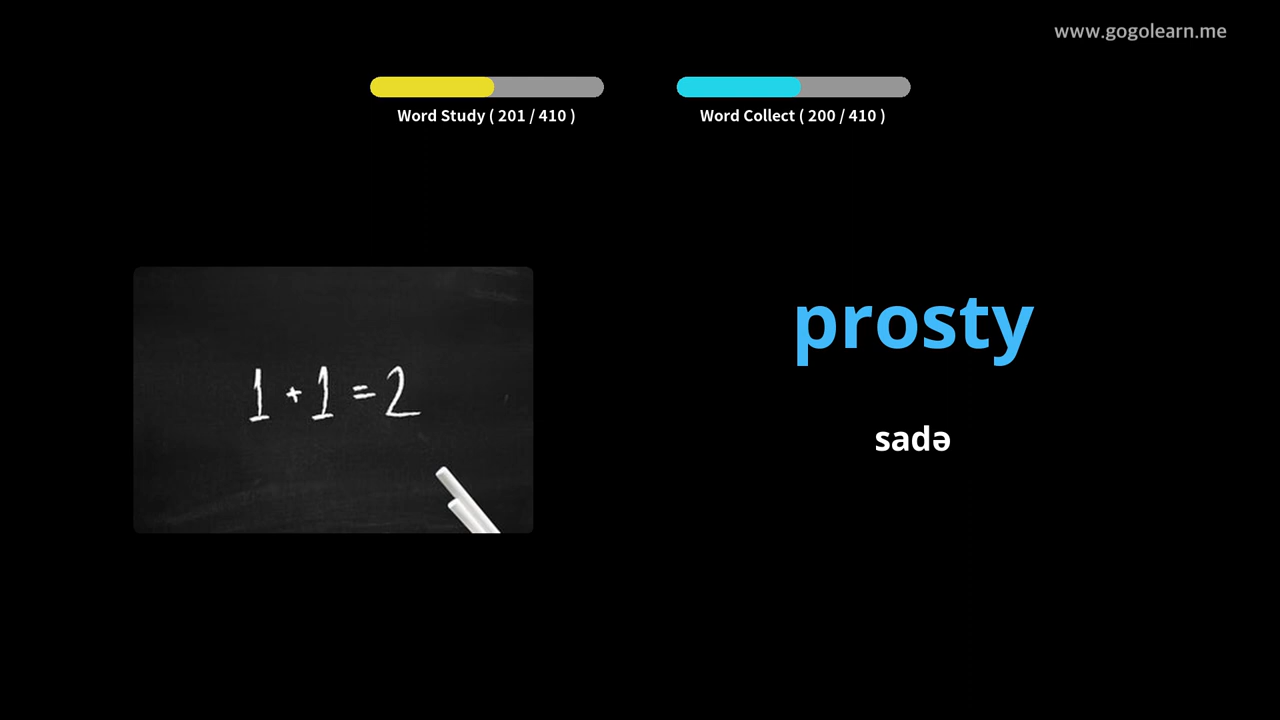 www.gogolearn.me
Word Study ( 201 / 410 )
Word Collect ( 200 / 410 )
1 + 1 = 2
prosty
sadə